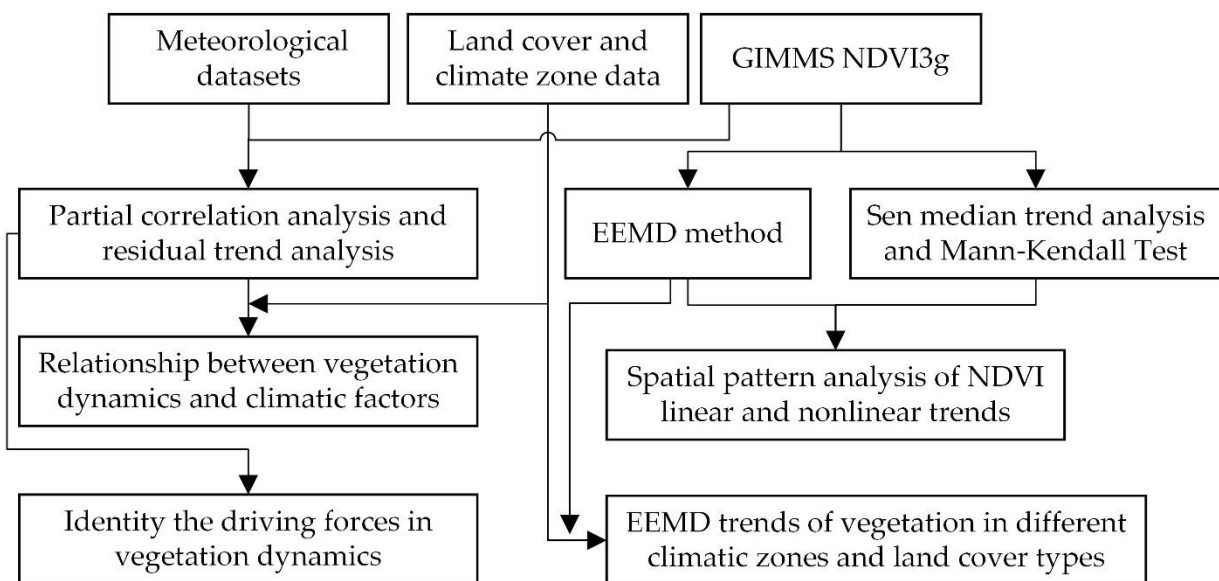 Meteorological
datasets
Land cover and
climate zone data
GIMMS NDVI3g
Partial correlation analysis and
residual trend analysis
EEMD method
Sen median trend analysis
and Mann-Kendall Test
Relationship between vegetation
dynamics and climatic factors
Spatial pattern analysis of NDVI
linear and nonlinear trends
Identity the driving forces in
vegetation dynamics
EEMD trends of vegetation in different
climatic zones and land cover types